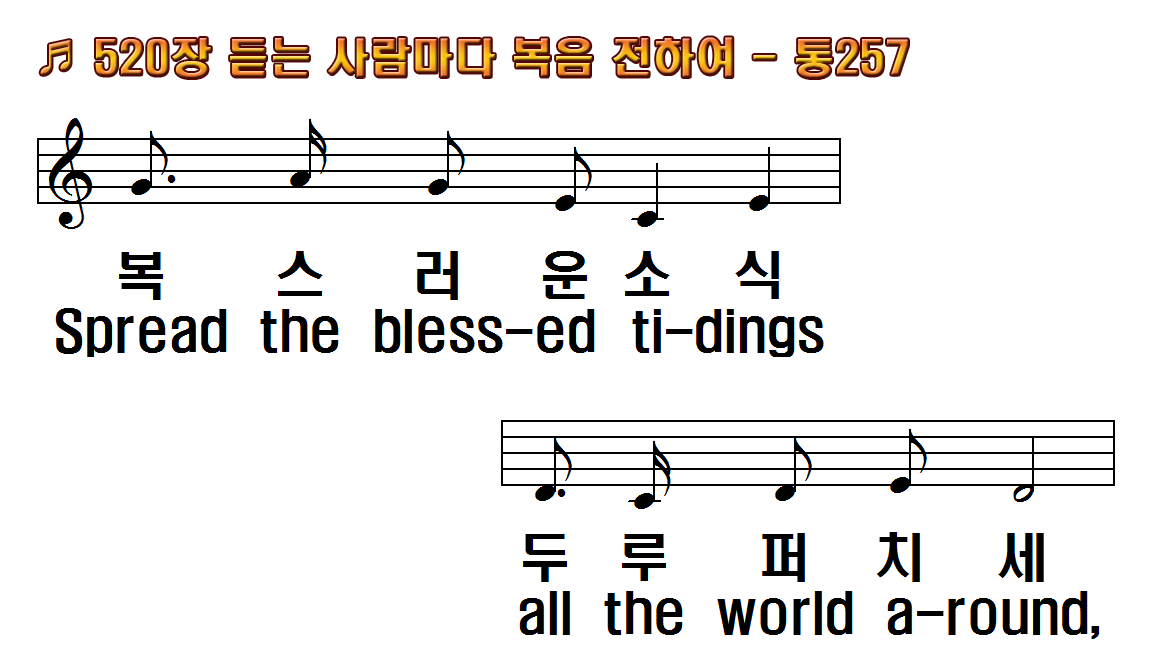 ♬ 520장 듣는 사람마다 복음 전하여 - 통257
복 스 러 운 소 식
Spread the bless-ed ti-dings
두 루 퍼 치 세
all the world a-round,